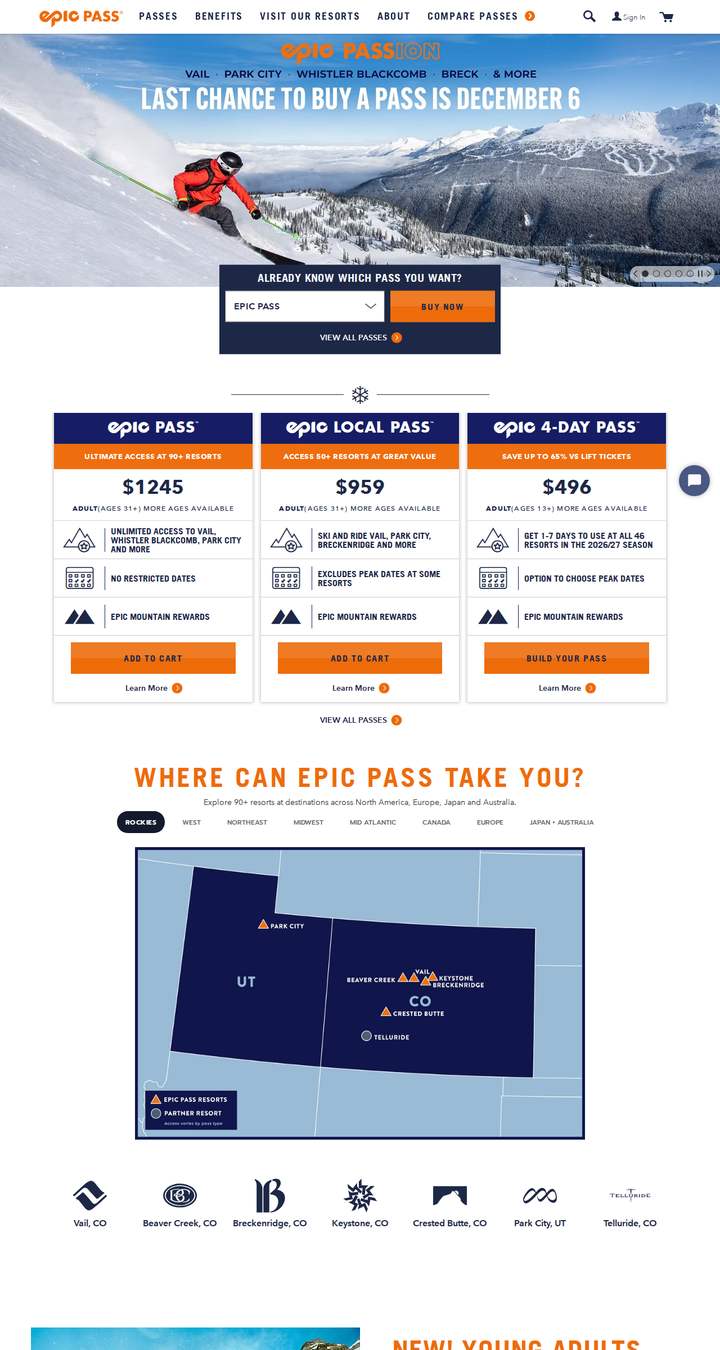 epic PASS™
PASSES
BENEFITS
VISIT OUR RESORTS
ABOUT
COMPARE PASSES
Sign In
epic PASSION
VAIL · PARK CITY · WHISTLER BLACKCOMB · BRECK · & MORE
LAST CHANCE TO BUY A PASS IS DECEMBER 6
ALREADY KNOW WHICH PASS YOU WANT?
EPIC PASS
BUY NOW
VIEW ALL PASSES
epic PASS™
ULTIMATE ACCESS AT 90+ RESORTS
$1245
ADULT(AGES 31+) MORE AGES AVAILABLE
UNLIMITED ACCESS TO VAIL,
WHISTLER BLACKCOMB, PARK CITY
AND MORE
NO RESTRICTED DATES
EPIC MOUNTAIN REWARDS
ADD TO CART
Learn More
epic LOCAL PASS™
ACCESS 50+ RESORTS AT GREAT VALUE
$959
ADULT(AGES 31+) MORE AGES AVAILABLE
SKI AND RIDE VAIL, PARK CITY,
BRECKENRIDGE AND MORE
EXCLUDES PEAK DATES AT SOME
RESORTS
EPIC MOUNTAIN REWARDS
ADD TO CART
Learn More
epic 4-DAY PASS™
SAVE UP TO 65% VS LIFT TICKETS
$496
ADULT(AGES 13+) MORE AGES AVAILABLE
GET 1-7 DAYS TO USE AT ALL 46
RESORTS IN THE 2026/27 SEASON
OPTION TO CHOOSE PEAK DATES
EPIC MOUNTAIN REWARDS
BUILD YOUR PASS
Learn More
VIEW ALL PASSES
WHERE CAN EPIC PASS TAKE YOU?
Explore 90+ resorts at destinations across North America, Europe, Japan and Australia.
ROCKIES
WEST
NORTHEAST
MIDWEST
MID ATLANTIC
CANADA
EUROPE
JAPAN + AUSTRALIA
PARK CITY
UT
VAIL
BEAVER CREEK
KEYSTONE
BRECKENRIDGE
CO
CRESTED BUTTE
TELLURIDE
EPIC PASS RESORTS
PARTNER RESORT
Access varies by pass type
TELLURIDE
Vail, CO
Beaver Creek, CO
Breckenridge, CO
Keystone, CO
Crested Butte, CO
Park City, UT
Telluride, CO
NEW! YOUNG ADULTS